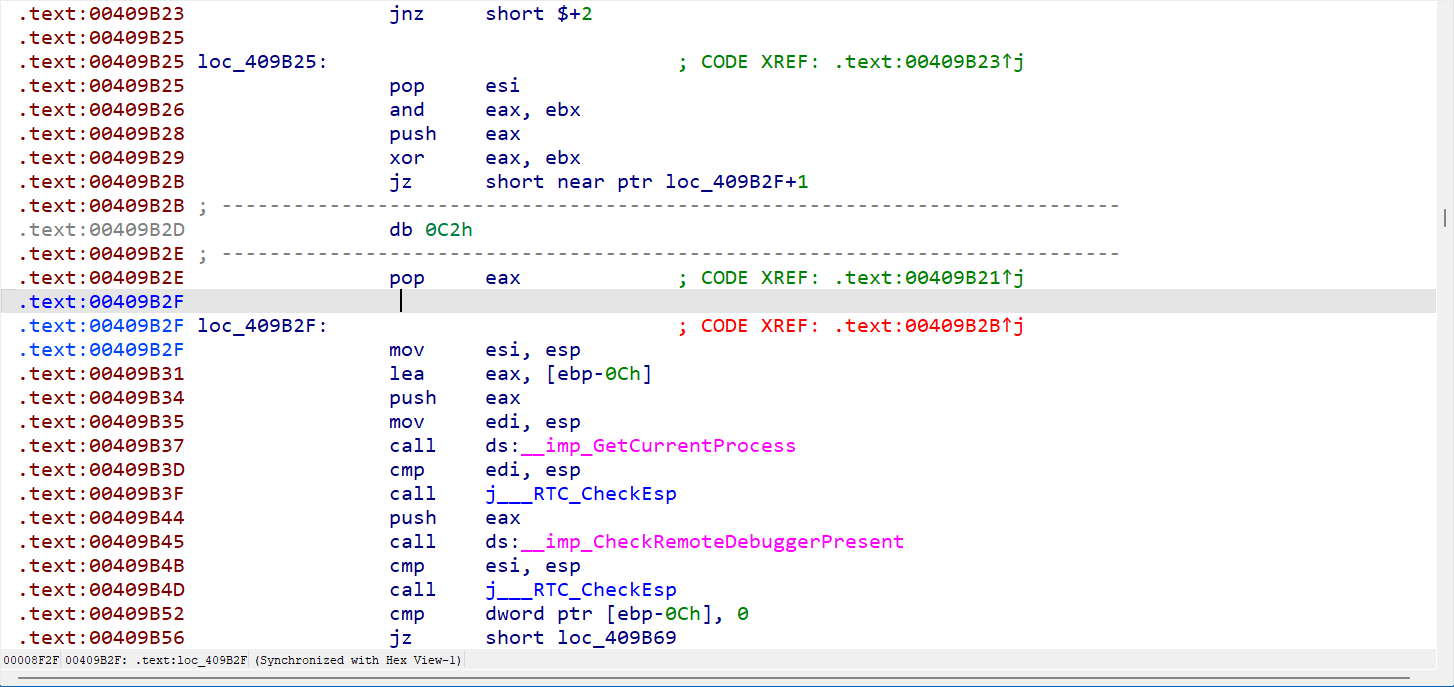 .text:00409B23 jnz short $+2
.text:00409B25
.text:00409B25 loc_409B25: ; CODE XREF: .text:00409B23↑j
.text:00409B25 pop esi
.text:00409B26 and eax, ebx
.text:00409B28 push eax
.text:00409B29 xor eax, ebx
.text:00409B2B jz short near ptr loc_409B2F+1
.text:00409B2B ; ---------------------------------------------------------------------------
.text:00409B2D db 0C2h
.text:00409B2E ; ---------------------------------------------------------------------------
.text:00409B2E pop eax ; CODE XREF: .text:00409B21↑j
.text:00409B2F
.text:00409B2F loc_409B2F: ; CODE XREF: .text:00409B2B↑j
.text:00409B2F mov esi, esp
.text:00409B31 lea eax, [ebp-0Ch]
.text:00409B34 push eax
.text:00409B35 mov edi, esp
.text:00409B37 call ds:__imp_GetCurrentProcess
.text:00409B3D cmp edi, esp
.text:00409B3F call j___RTC_CheckEsp
.text:00409B44 push eax
.text:00409B45 call ds:__imp_CheckRemoteDebuggerPresent
.text:00409B4B cmp esi, esp
.text:00409B4D call j___RTC_CheckEsp
.text:00409B52 cmp dword ptr [ebp-0Ch], 0
.text:00409B56 jz short loc_409B69
00008F2F 00409B2F: .text:loc_409B2F (Synchronized with Hex View-1)